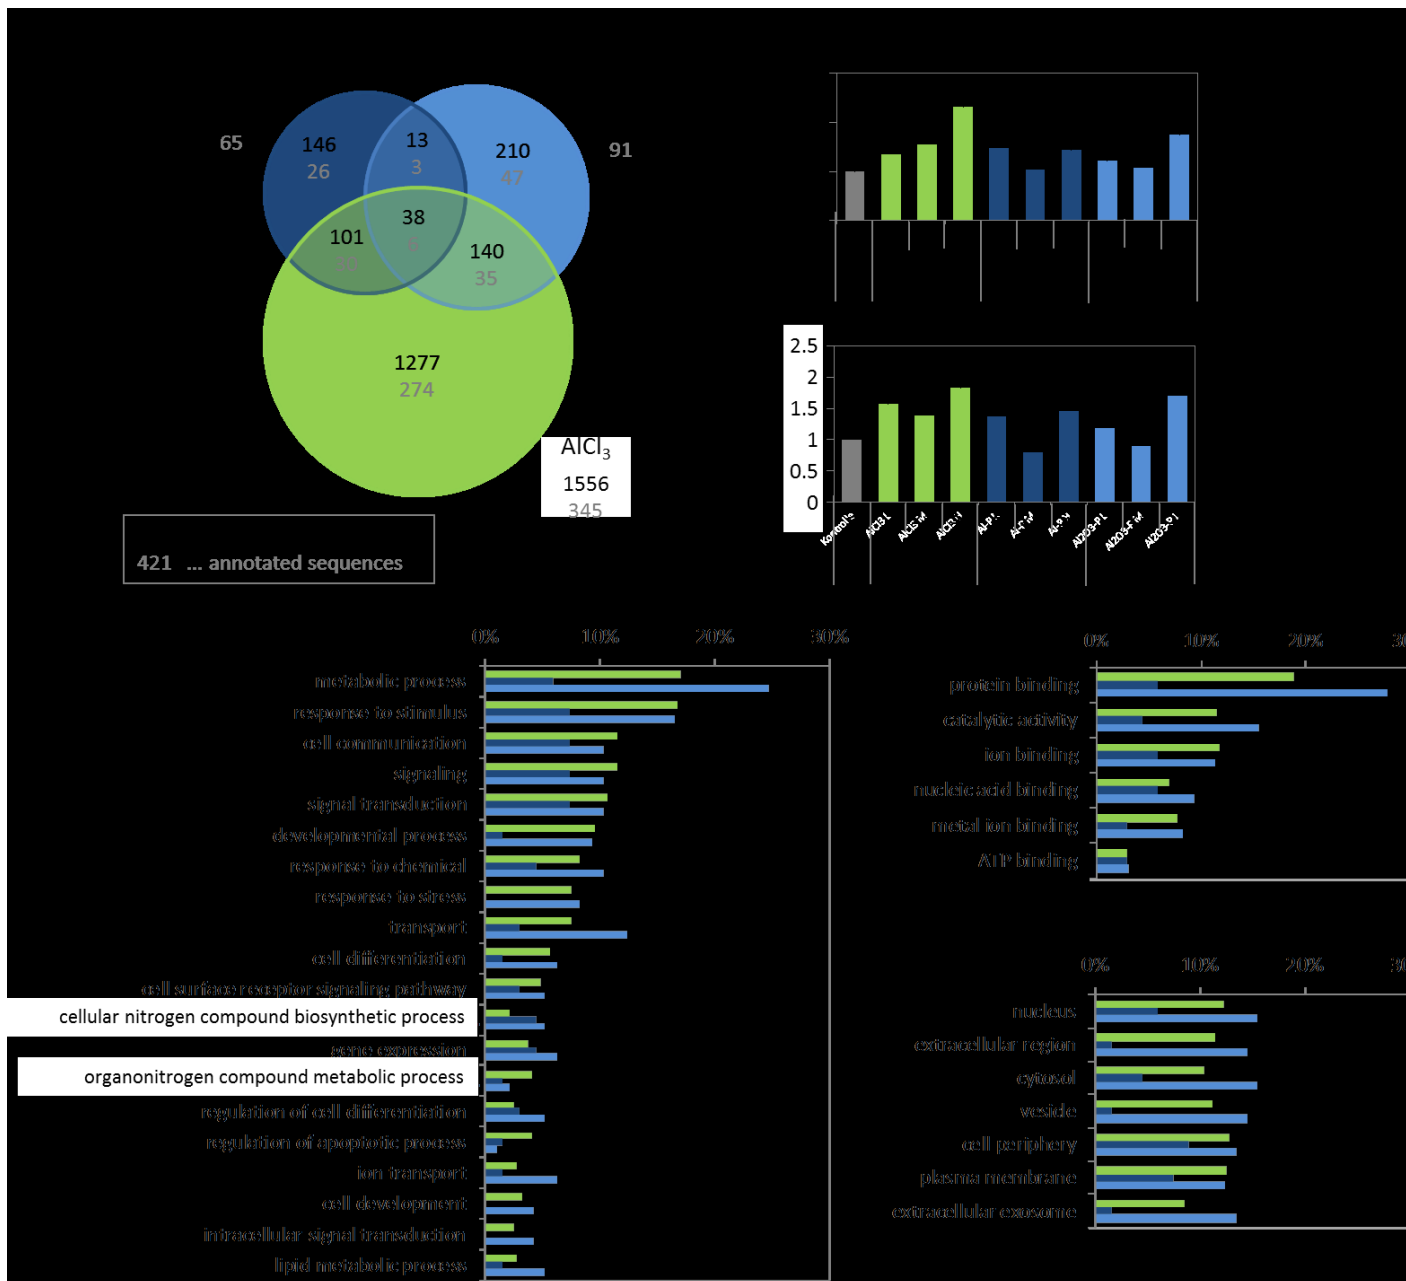 65
146
26
13
3
210
47
91
38
6
101
140
35
1277
274
AlCl₃
1556
345
421 ... annotated sequences
2.5
2
1.5
1
0.5
0
Kontrolle
0% 10% 20% 30%
metabolic process
response to stimulus
cell communication
signaling
signal transduction
developmental process
response to chemical
response to stress
transport
cell differentiation
cell surface receptor signaling pathway
cellular nitrogen compound biosynthetic process
gene expression
organonitrogen compound metabolic process
regulation of cell differentiation
regulation of apoptotic process
ion transport
cell development
intracellular signal transduction
lipid metabolic process
0% 10% 20%
protein binding
catalytic activity
ion binding
nucleic acid binding
metal ion binding
ATP binding
0% 10% 20%
nucleus
extracellular region
cytosol
vesicle
cell periphery
plasma membrane
extracellular exosome